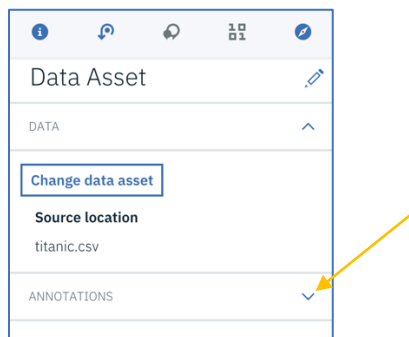 Data Asset
DATA
Change data asset
Source location
titanic.csv
ANNOTATIONS